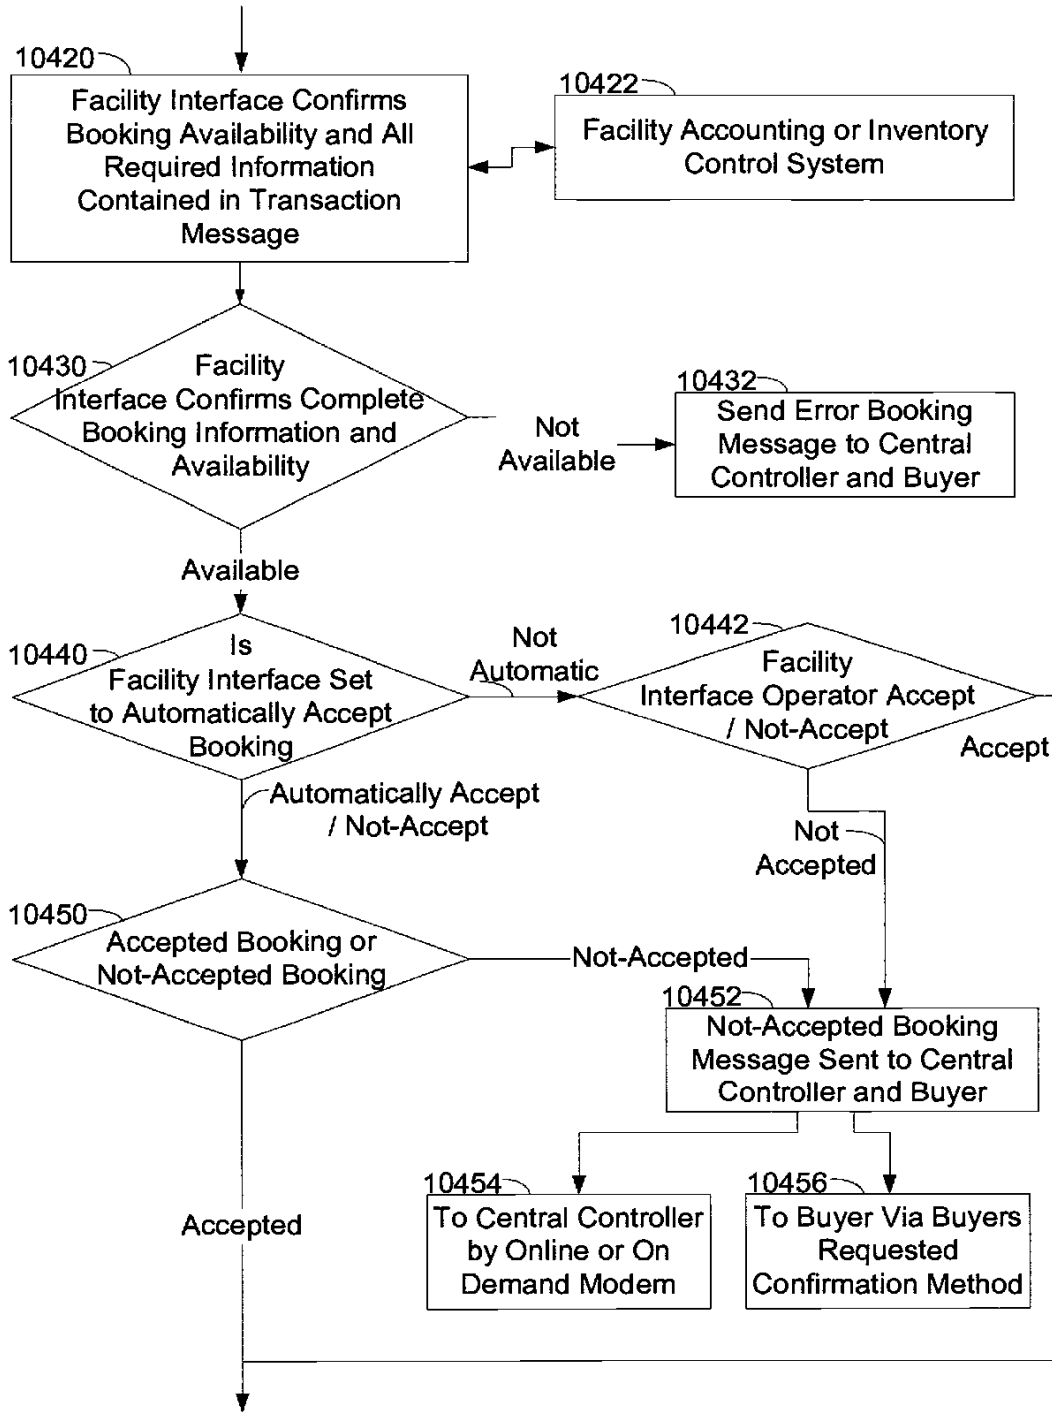 10420
Facility Interface Confirms
Booking Availability and All
Required Information
Contained in Transaction
Message
10422
Facility Accounting or Inventory
Control System
10430
Facility
Interface Confirms Complete
Booking Information and
Availability
Not
Available
10432
Send Error Booking
Message to Central
Controller and Buyer
Available
10440
Is
Facility Interface Set
to Automatically Accept
Booking
Not
Automatic
10442
Facility
Interface Operator Accept
/ Not-Accept
Accept
Automatically Accept
/ Not-Accept
Not
Accepted
10450
Accepted Booking or
Not-Accepted Booking
Not-Accepted
10452
Not-Accepted Booking
Message Sent to Central
Controller and Buyer
10454
To Central Controller
by Online or On
Demand Modem
10456
To Buyer Via Buyers
Requested
Confirmation Method
Accepted